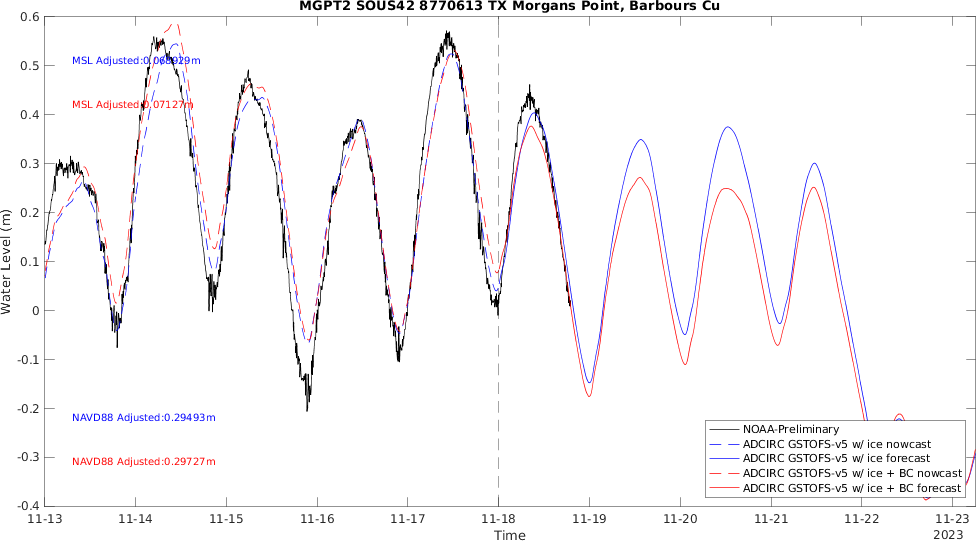 MGPT2 SOUS42 8770613 TX Morgans Point, Barbours Cu
Water Level (m)
0.6
0.5
0.4
0.3
0.2
0.1
0
-0.1
-0.2
-0.3
-0.4
MSL Adjusted:0.068929m
MSL Adjusted:0.07127m
NAVD88 Adjusted:0.29493m
NAVD88 Adjusted:0.29727m
NOAA-Preliminary
ADCIRC GSTOFS-v5 w/ ice nowcast
ADCIRC GSTOFS-v5 w/ ice forecast
ADCIRC GSTOFS-v5 w/ ice + BC nowcast
ADCIRC GSTOFS-v5 w/ ice + BC forecast
11-13 11-14 11-15 11-16 11-17 11-18 11-19 11-20 11-21 11-22 11-23
Time
2023